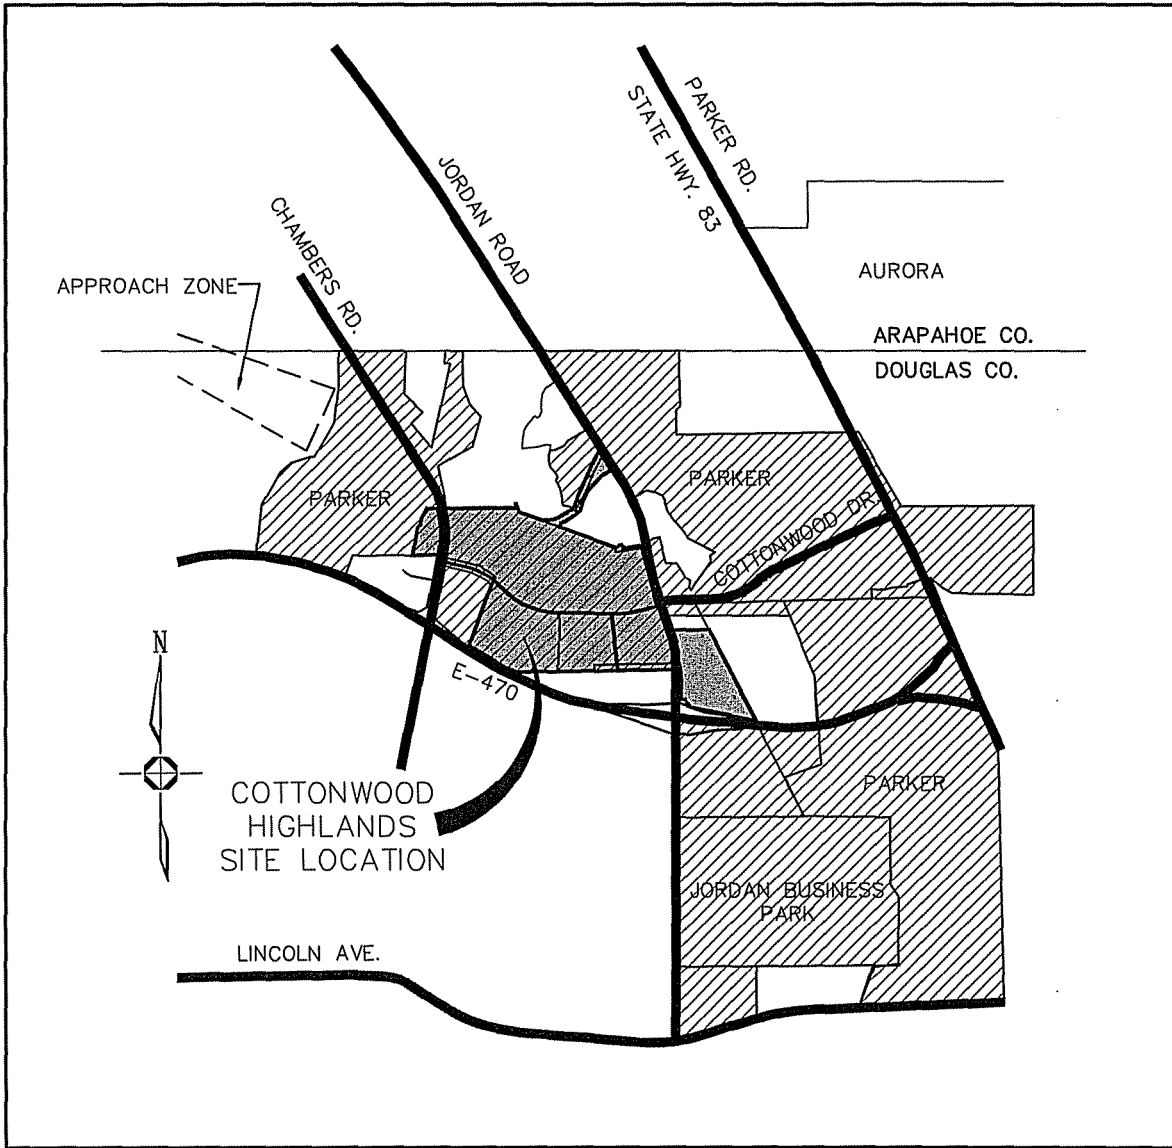 PARKER RD.
STATE HWY. 83
JORDAN ROAD
CHAMBERS RD.
APPROACH ZONE
AURORA
ARAPAHOE CO.
DOUGLAS CO.
PARKER
PARKER
COTTONWOOD DR.
N
E-470
PARKER
COTTONWOOD
HIGHLANDS
SITE LOCATION
JORDAN BUSINESS
PARK
LINCOLN AVE.